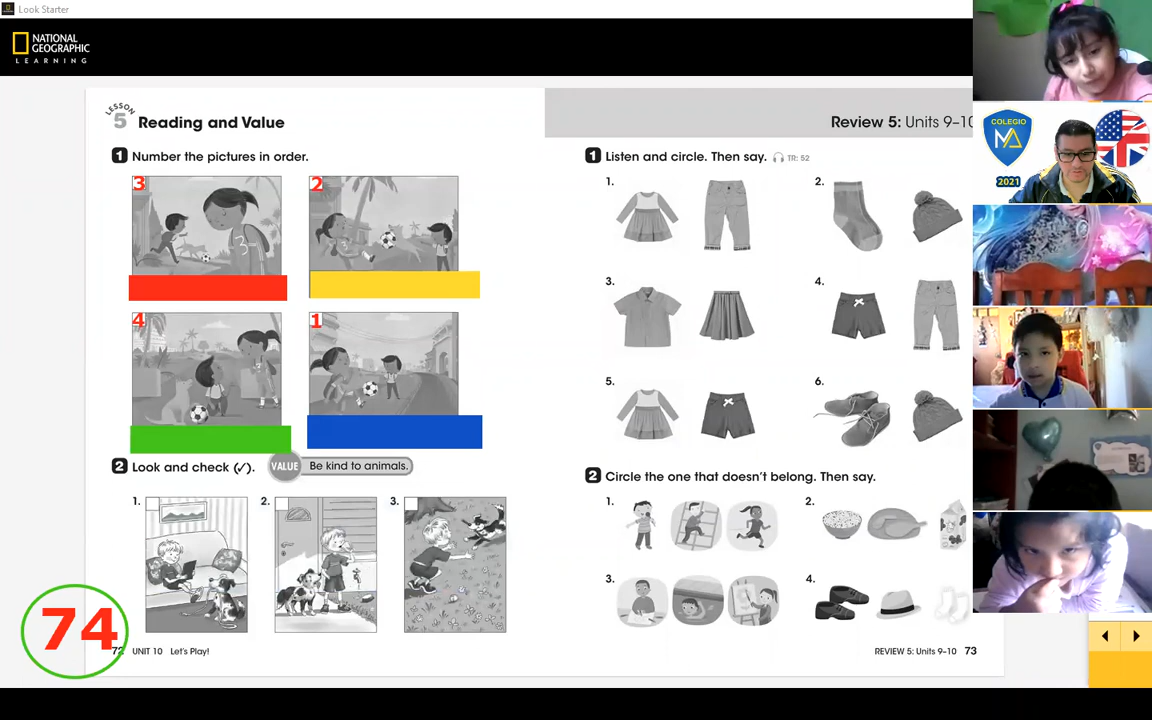 Look Starter
NATIONAL
GEOGRAPHIC
LEARNING
LESSON
5 Reading and Value
1 Number the pictures in order.
3
2
4
1
2 Look and check (✓). VALUE Be kind to animals.
1. 2. 3.
74
72 UNIT 10 Let's Play!
Review 5: Units 9–10
1 Listen and circle. Then say. TR: 52
1. 2.
3. 4.
5. 6.
2 Circle the one that doesn't belong. Then say.
1. 2.
3. 4.
REVIEW 5: Units 9–10 73
COLEGIO
MA
2021